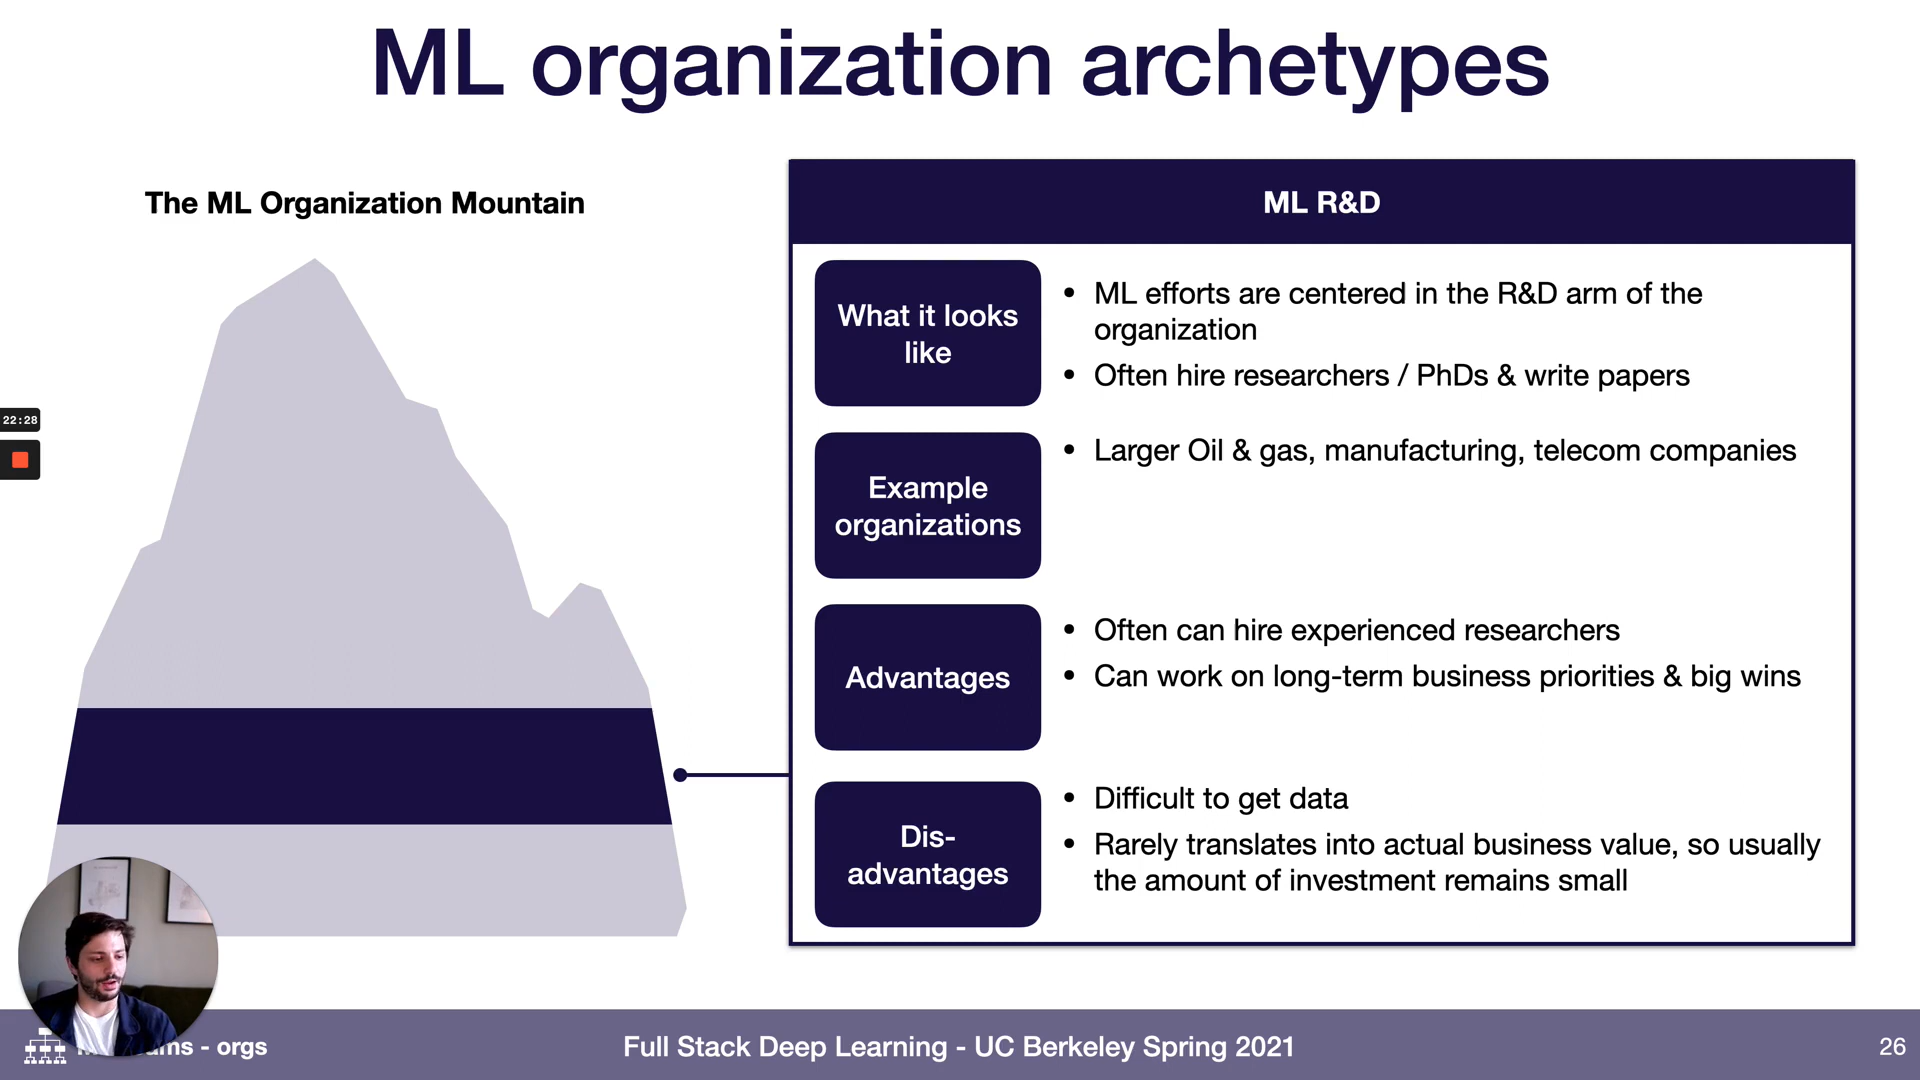 ML organization archetypes
The ML Organization Mountain
ML R&D
What it looks
like
• ML efforts are centered in the R&D arm of the
organization
• Often hire researchers / PhDs & write papers
Example
organizations
• Larger Oil & gas, manufacturing, telecom companies
Advantages
• Often can hire experienced researchers
• Can work on long-term business priorities & big wins
Dis-
advantages
• Difficult to get data
• Rarely translates into actual business value, so usually
the amount of investment remains small
22:28
- orgs
Full Stack Deep Learning - UC Berkeley Spring 2021
26